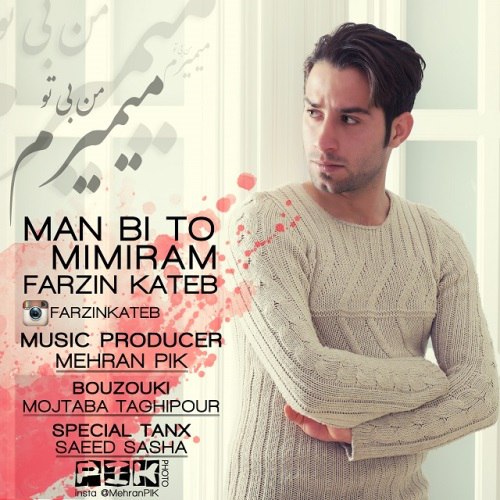 من بی تو
میمیرم
MAN BI TO
MIMIRAM
FARZIN KATEB
FARZINKATEB
MUSIC PRODUCER
MEHRAN PIK
BOUZOUKI
MOJTABA TAGHIPOUR
SPECIAL TANX
SAEED SASHA
PIK PHOTO
insta @MehranPIK